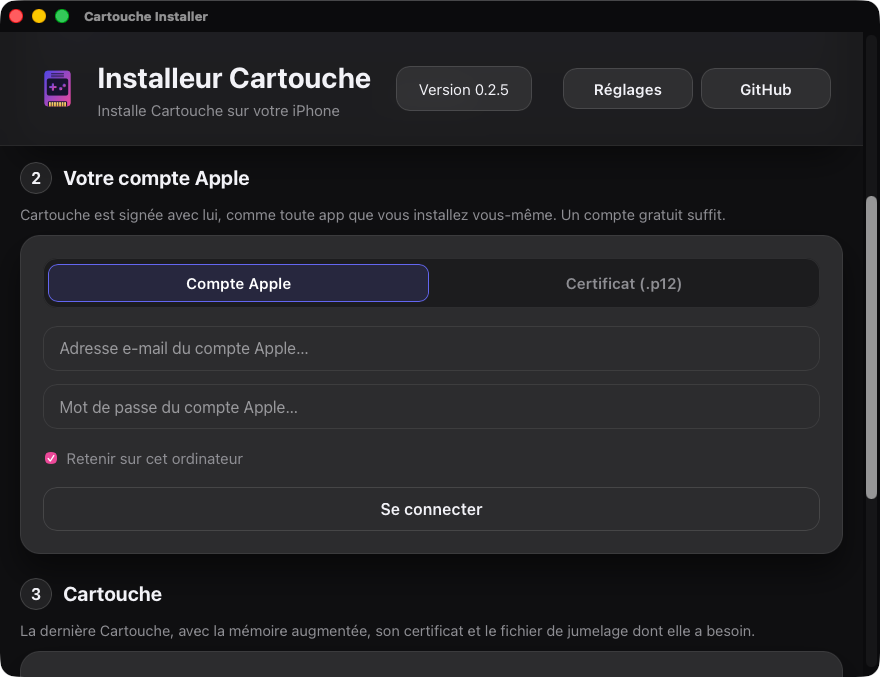 Cartouche Installer
Installeur Cartouche
Installe Cartouche sur votre iPhone
Version 0.2.5
Réglages
GitHub
2
Votre compte Apple
Cartouche est signée avec lui, comme toute app que vous installez vous-même. Un compte gratuit suffit.
Compte Apple
Certificat (.p12)
Adresse e-mail du compte Apple...
Mot de passe du compte Apple...
Retenir sur cet ordinateur
Se connecter
3
Cartouche
La dernière Cartouche, avec la mémoire augmentée, son certificat et le fichier de jumelage dont elle a besoin.